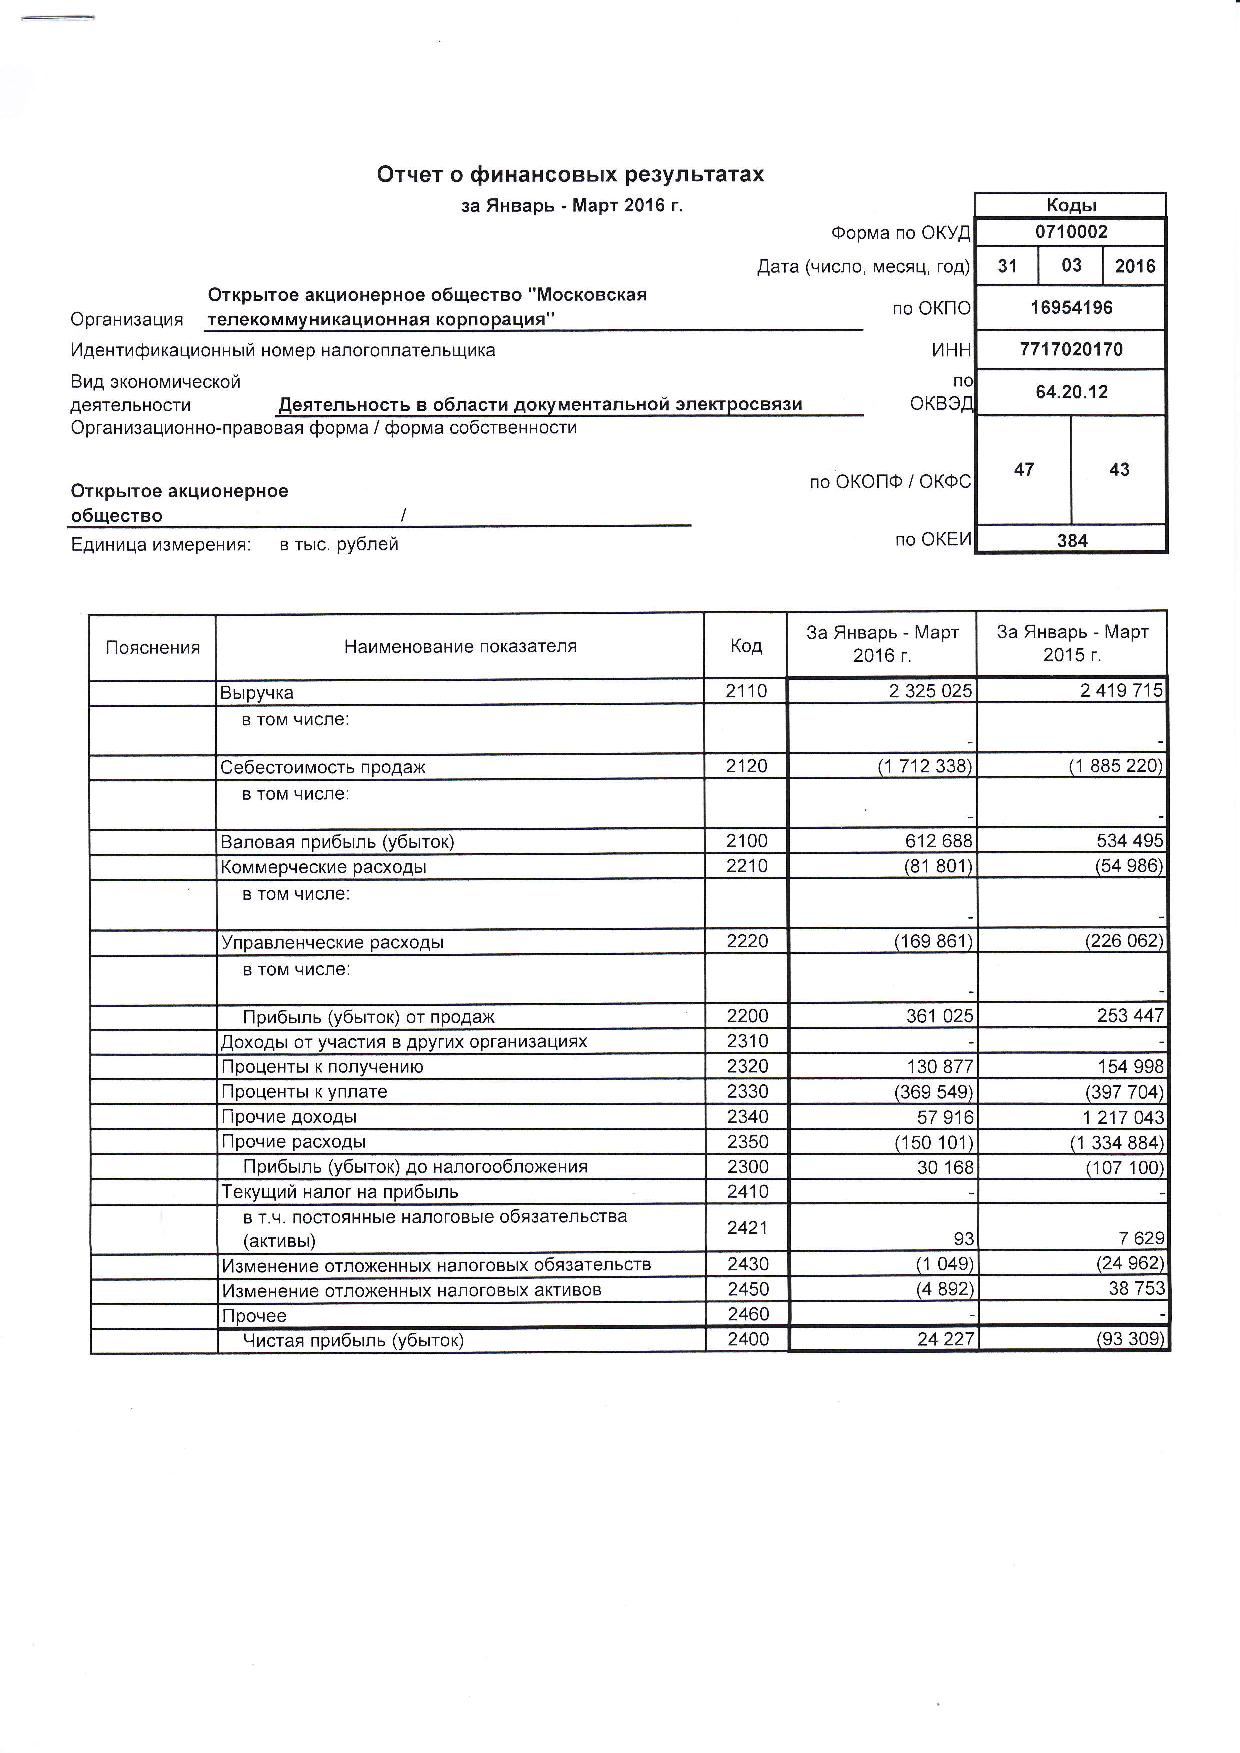 Отчет о финансовых результатах
за Январь - Март 2016 г.
Коды
Форма по ОКУД 0710002
Дата (число, месяц, год) 31 03 2016
Открытое акционерное общество "Московская
Организация телекоммуникационная корпорация" по ОКПО 16954196
Идентификационный номер налогоплательщика ИНН 7717020170
Вид экономической по
деятельности Деятельность в области документальной электросвязи ОКВЭД 64.20.12
Организационно-правовая форма / форма собственности
47 43
по ОКОПФ / ОКФС
Открытое акционерное
общество /
Единица измерения: в тыс. рублей по ОКЕИ 384
Пояснения Наименование показателя Код За Январь - Март 2016 г. За Январь - Март 2015 г.
Выручка 2110 2 325 025 2 419 715
в том числе:
- -
Себестоимость продаж 2120 (1 712 338) (1 885 220)
в том числе:
- -
Валовая прибыль (убыток) 2100 612 688 534 495
Коммерческие расходы 2210 (81 801) (54 986)
в том числе:
- -
Управленческие расходы 2220 (169 861) (226 062)
в том числе:
- -
Прибыль (убыток) от продаж 2200 361 025 253 447
Доходы от участия в других организациях 2310 - -
Проценты к получению 2320 130 877 154 998
Проценты к уплате 2330 (369 549) (397 704)
Прочие доходы 2340 57 916 1 217 043
Прочие расходы 2350 (150 101) (1 334 884)
Прибыль (убыток) до налогообложения 2300 30 168 (107 100)
Текущий налог на прибыль 2410 - -
в т.ч. постоянные налоговые обязательства
(активы) 2421 93 7 629
Изменение отложенных налоговых обязательств 2430 (1 049) (24 962)
Изменение отложенных налоговых активов 2450 (4 892) 38 753
Прочее 2460 - -
Чистая прибыль (убыток) 2400 24 227 (93 309)